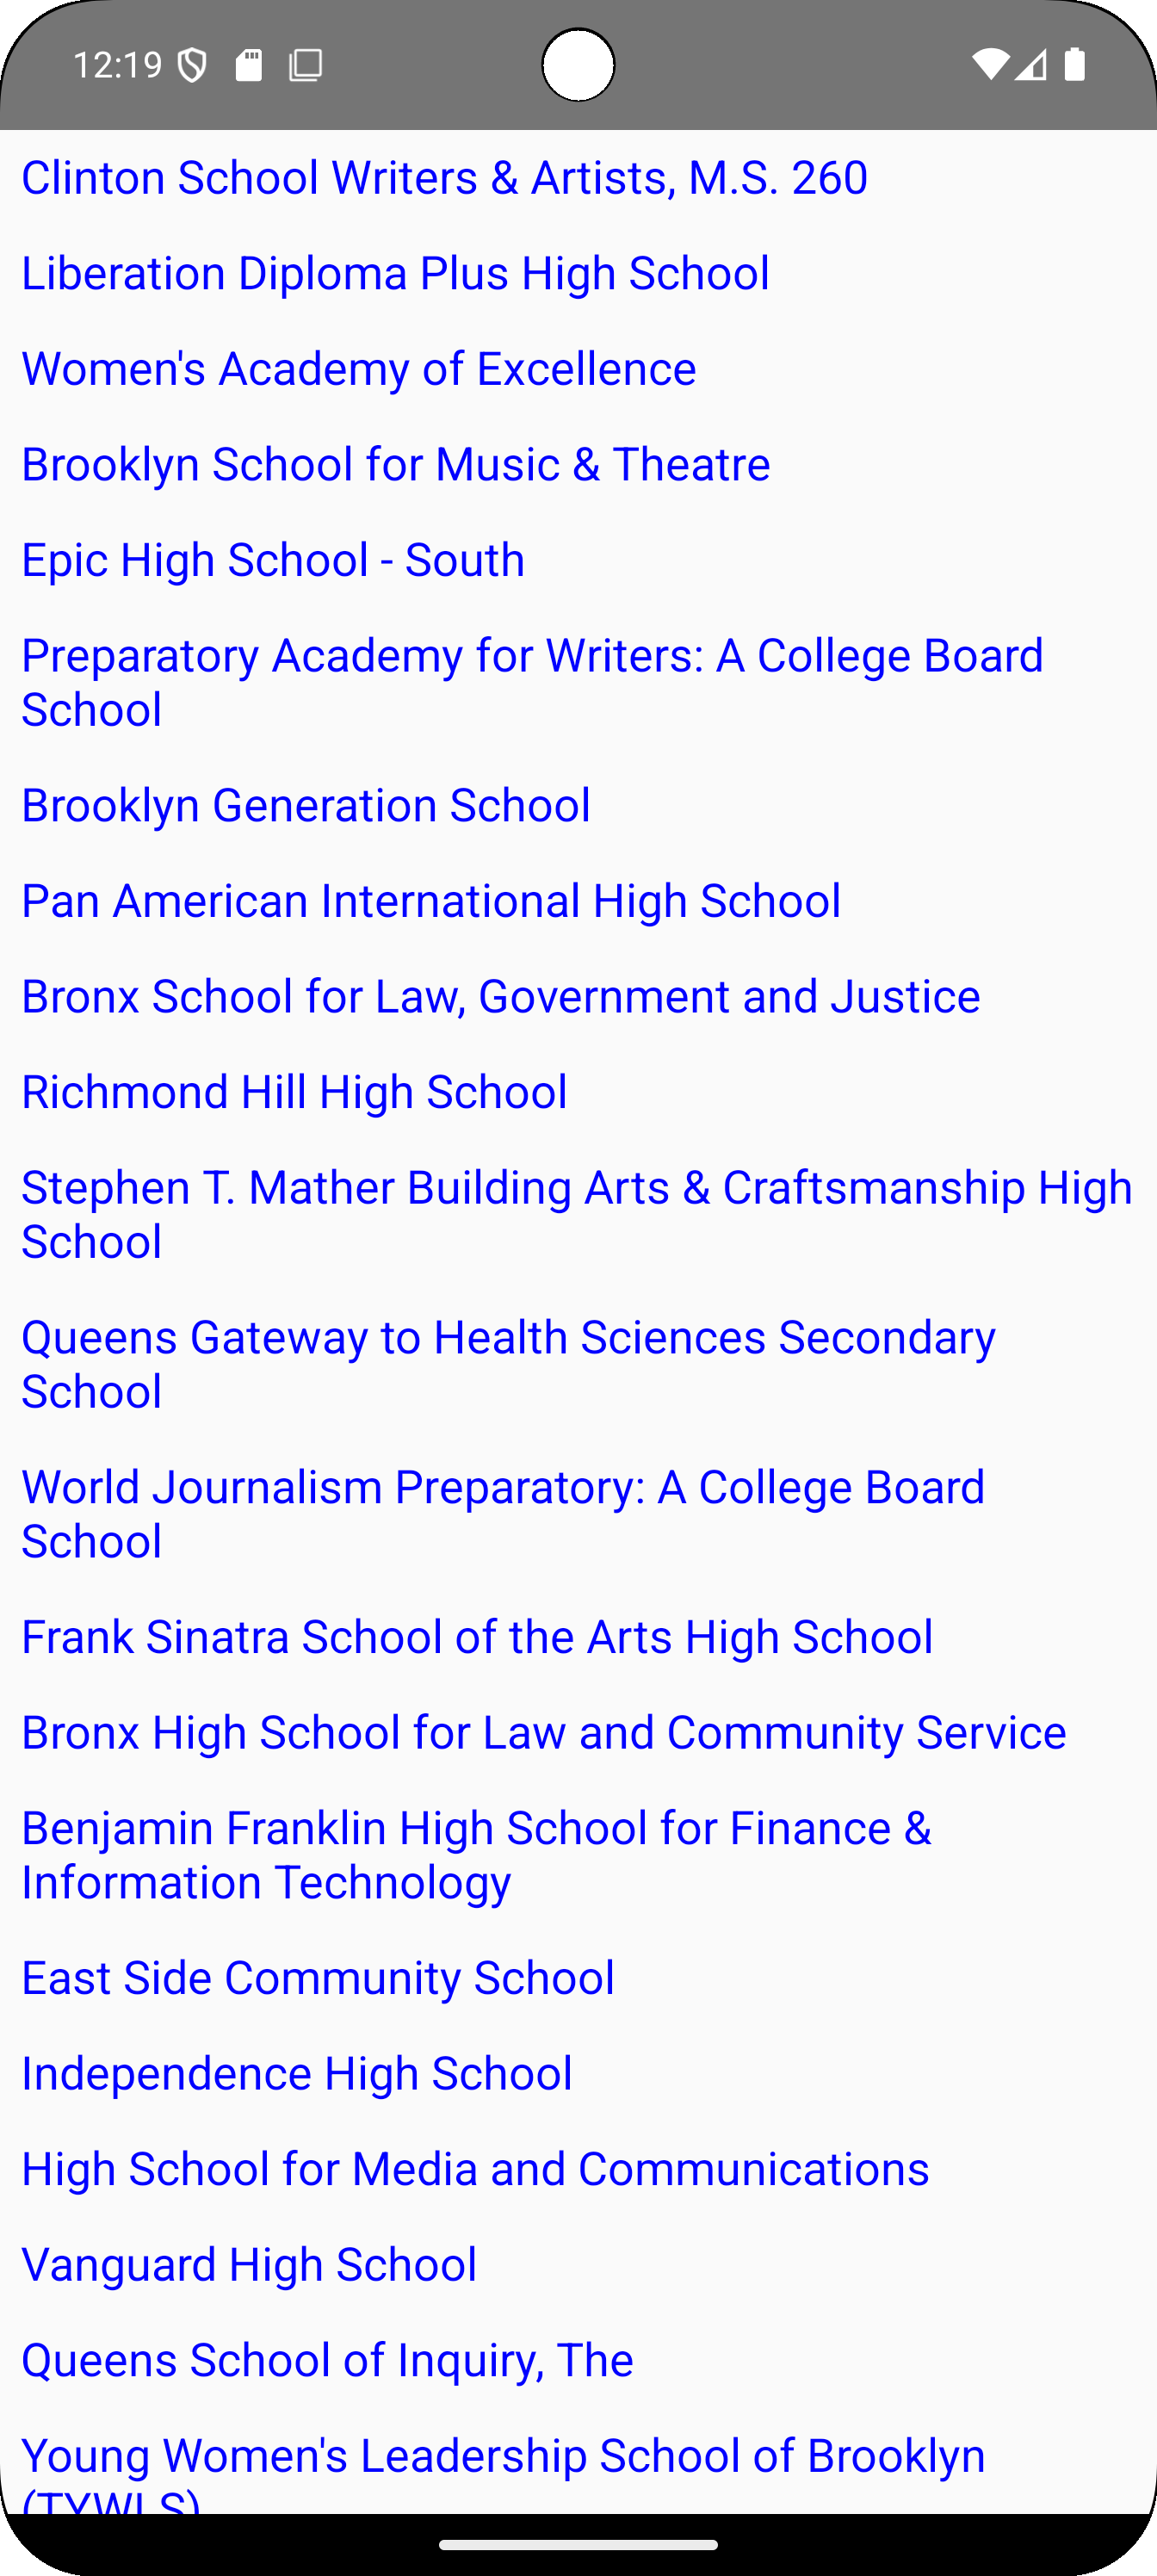 12:19
Clinton School Writers & Artists, M.S. 260
Liberation Diploma Plus High School
Women's Academy of Excellence
Brooklyn School for Music & Theatre
Epic High School - South
Preparatory Academy for Writers: A College Board
School
Brooklyn Generation School
Pan American International High School
Bronx School for Law, Government and Justice
Richmond Hill High School
Stephen T. Mather Building Arts & Craftsmanship High
School
Queens Gateway to Health Sciences Secondary
School
World Journalism Preparatory: A College Board
School
Frank Sinatra School of the Arts High School
Bronx High School for Law and Community Service
Benjamin Franklin High School for Finance &
Information Technology
East Side Community School
Independence High School
High School for Media and Communications
Vanguard High School
Queens School of Inquiry, The
Young Women's Leadership School of Brooklyn
(TYWLS)